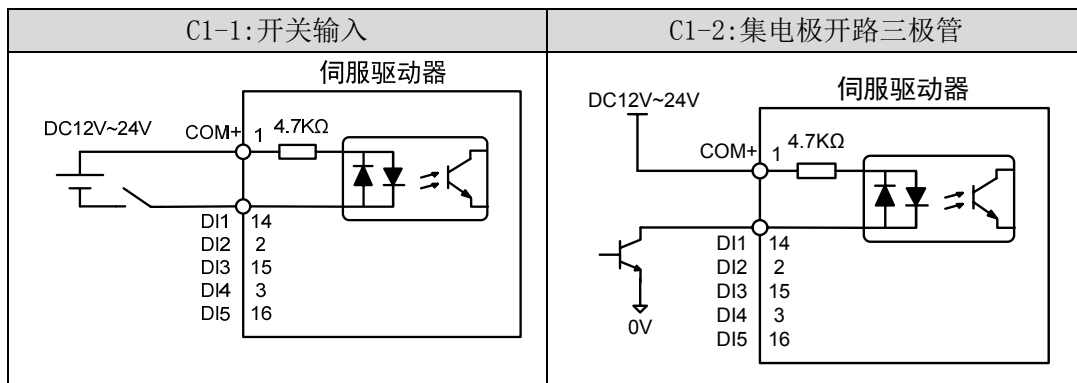 C1-1:开关输入
C1-2:集电极开路三极管
伺服驱动器
DC12V~24V
COM+ 1 4.7KΩ
DI1 14
DI2 2
DI3 15
DI4 3
DI5 16
伺服驱动器
DC12V~24V
COM+ 1 4.7KΩ
DI1 14
DI2 2
DI3 15
DI4 3
DI5 16
0V